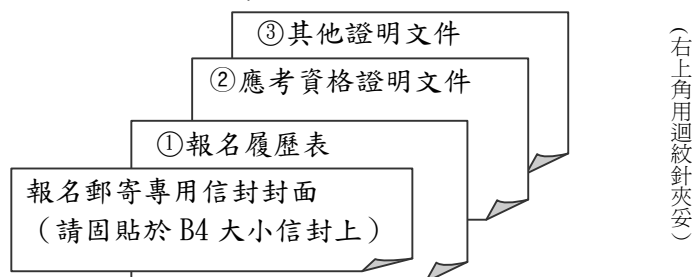 ③其他證明文件
②應考資格證明文件
①報名履歷表
報名郵寄專用信封封面
（請固貼於 B4 大小信封上）
（右上角用迴紋針夾妥）